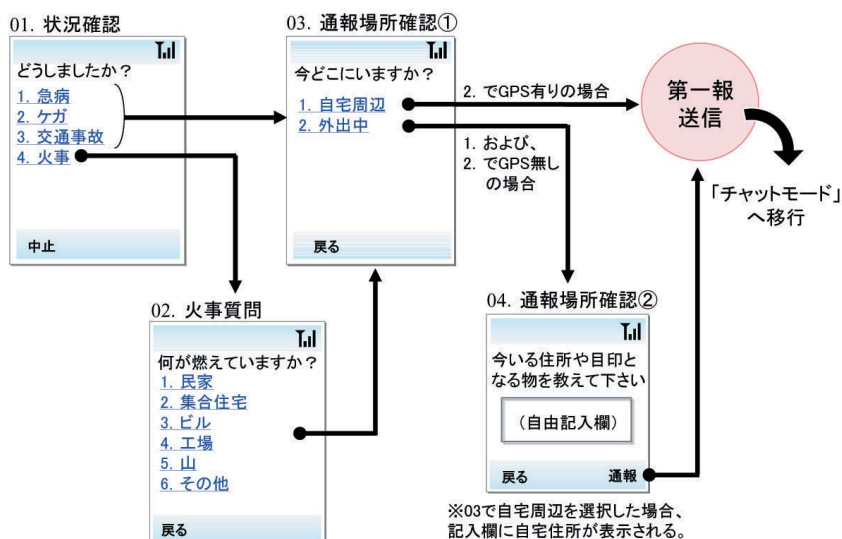 01. 状況確認
どうしましたか？
1. 急病
2. ケガ
3. 交通事故
4. 火事
中止
03. 通報場所確認①
今どこにいますか？
1. 自宅周辺
2. 外出中
戻る
2. でGPS有りの場合
1. および、
2. でGPS無し
の場合
第一報
送信
「チャットモード」
へ移行
02. 火事質問
何が燃えていますか？
1. 民家
2. 集合住宅
3. ビル
4. 工場
5. 山
6. その他
戻る
04. 通報場所確認②
今いる住所や目印と
なる物を教えて下さい
（自由記入欄）
戻る 通報
※03で自宅周辺を選択した場合、
記入欄に自宅住所が表示される。